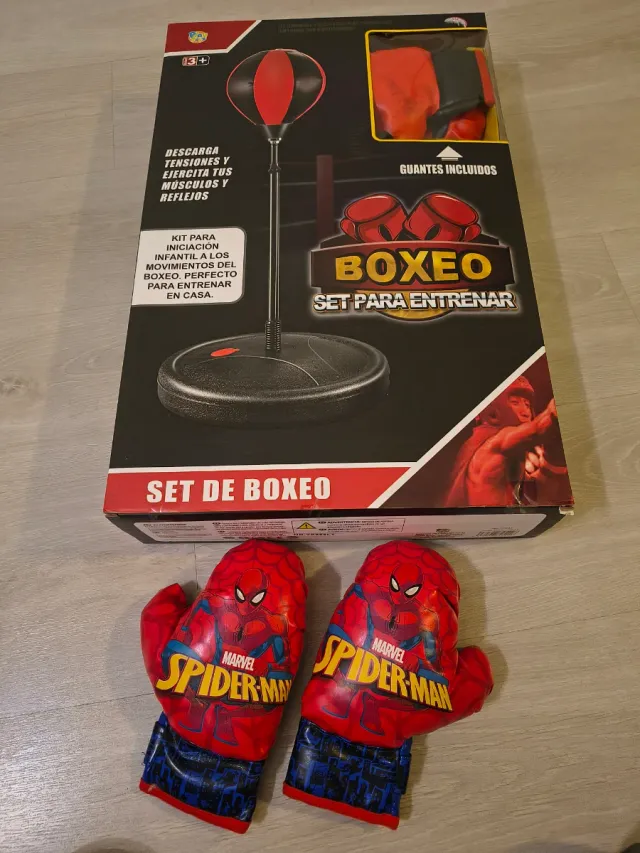 3+
DESCARGA
TENSIONES Y
EJERCITA TUS
MÚSCULOS Y
REFLEJOS
GUANTES INCLUIDOS
KIT PARA
INICIACIÓN
INFANTIL A LOS
MOVIMIENTOS DEL
BOXEO. PERFECTO
PARA ENTRENAR
EN CASA.
BOXEO
SET PARA ENTRENAR
SET DE BOXEO
MARVEL
SPIDER-MAN
MARVEL
SPIDER-MAN